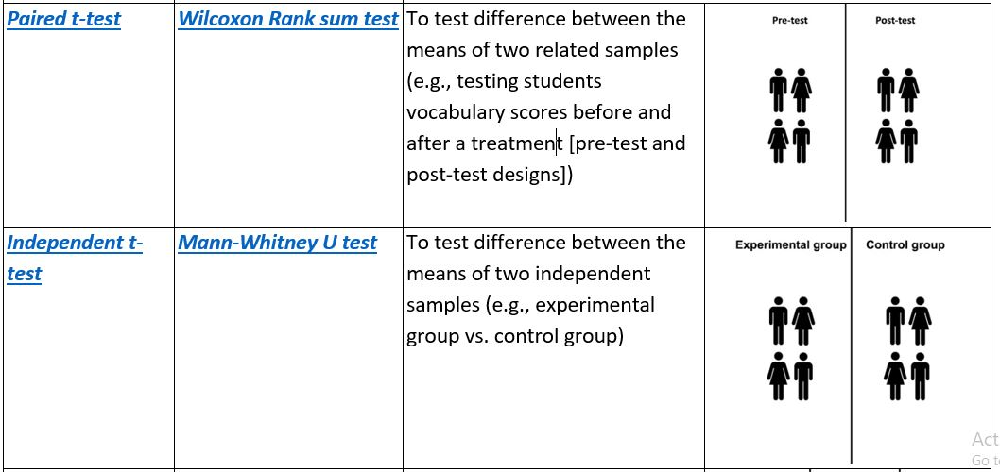 Paired t-test
Wilcoxon Rank sum test
To test difference between the
means of two related samples
(e.g., testing students
vocabulary scores before and
after a treatment [pre-test and
post-test designs])
Pre-test
Post-test
Independent t-
test
Mann-Whitney U test
To test difference between the
means of two independent
samples (e.g., experimental
group vs. control group)
Experimental group
Control group
Act
Go t